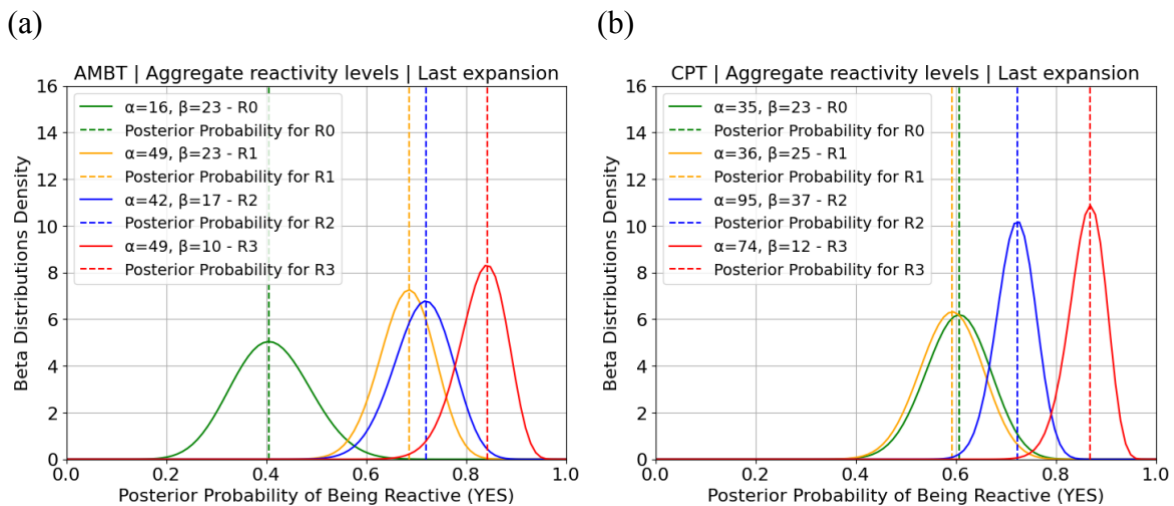 (a)
AMBT | Aggregate reactivity levels | Last expansion
16
14
12
10
8
6
4
2
0
Beta Distributions Density
α=16, β=23 - R0
Posterior Probability for R0
α=49, β=23 - R1
Posterior Probability for R1
α=42, β=17 - R2
Posterior Probability for R2
α=49, β=10 - R3
Posterior Probability for R3
0.0 0.2 0.4 0.6 0.8 1.0
Posterior Probability of Being Reactive (YES)
(b)
CPT | Aggregate reactivity levels | Last expansion
16
14
12
10
8
6
4
2
0
Beta Distributions Density
α=35, β=23 - R0
Posterior Probability for R0
α=36, β=25 - R1
Posterior Probability for R1
α=95, β=37 - R2
Posterior Probability for R2
α=74, β=12 - R3
Posterior Probability for R3
0.0 0.2 0.4 0.6 0.8 1.0
Posterior Probability of Being Reactive (YES)